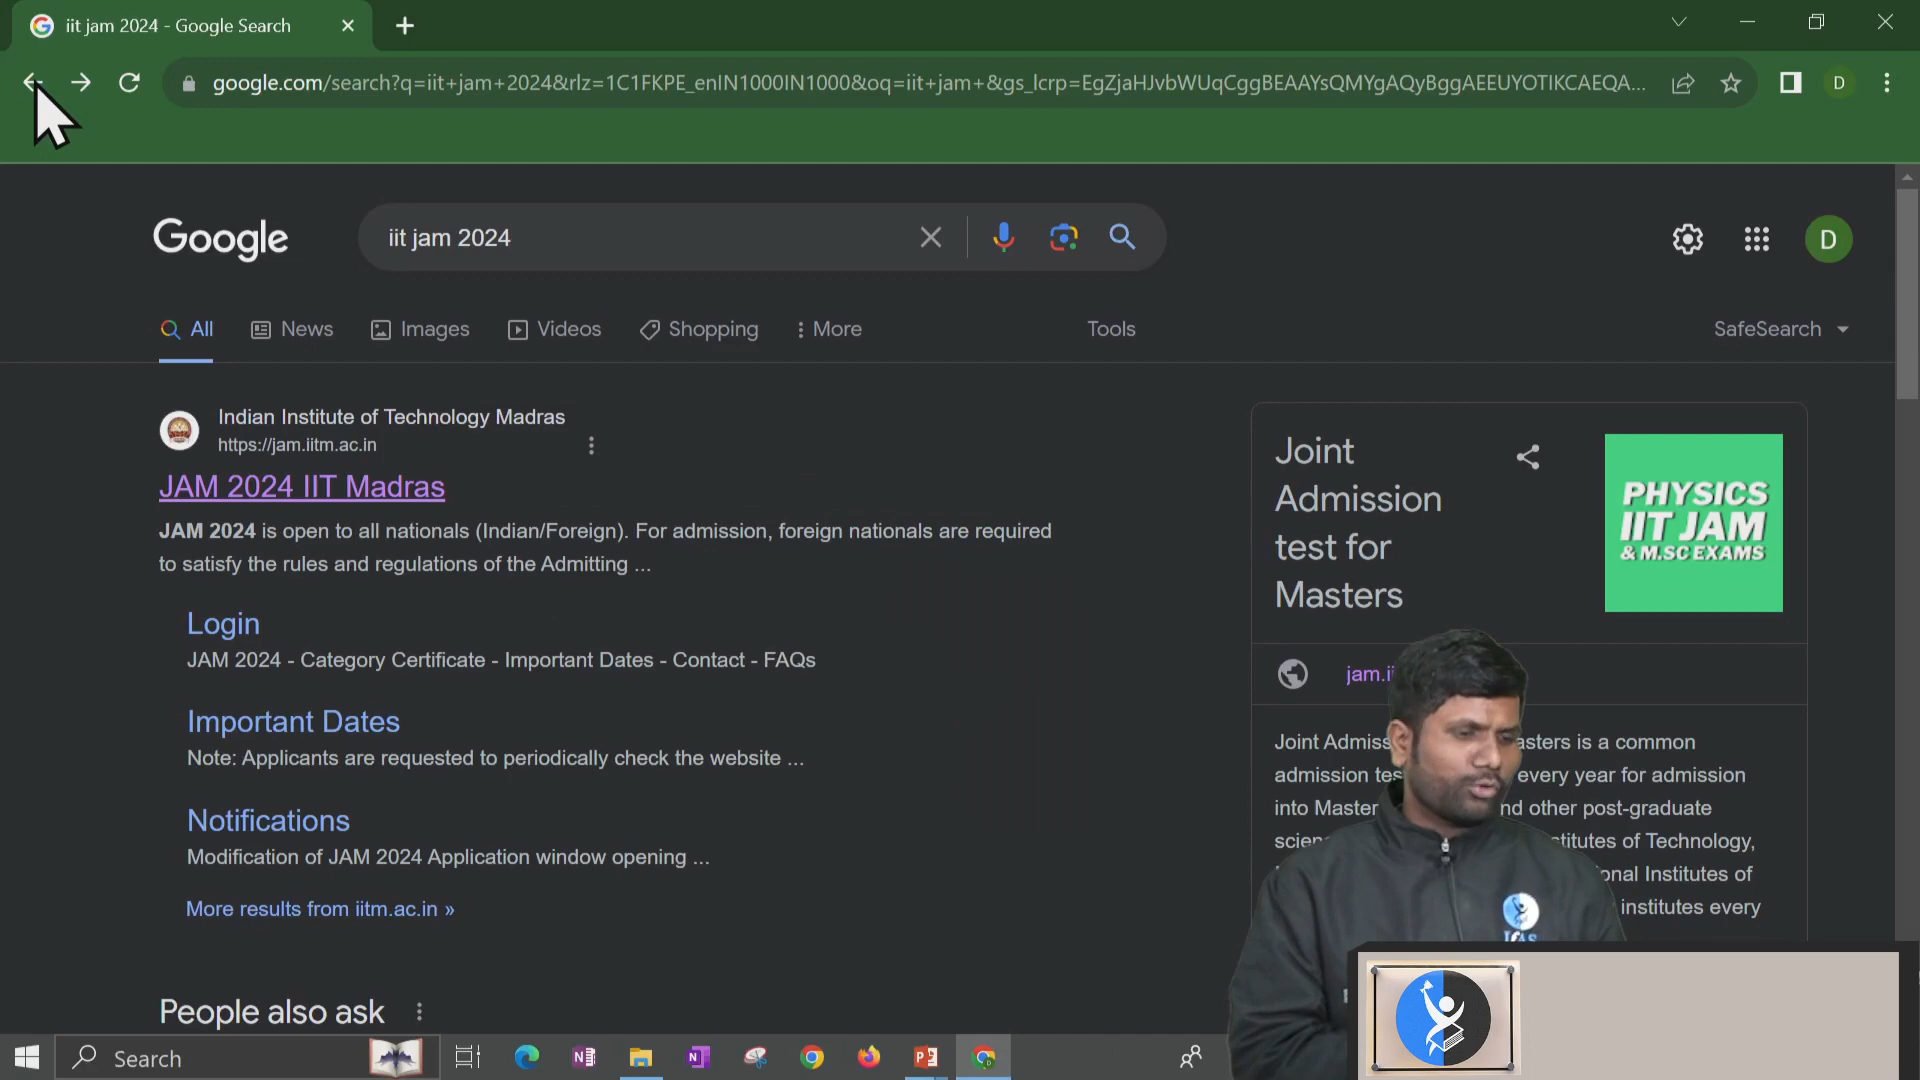 iit jam 2024 - Google Search
google.com/search?q=iit+jam+2024&rlz=1C1FKPE_enIN1000IN1000&oq=iit+jam+&gs_lcrp=EgZjaHJvbWUqCggBEAAYsQMYgAQyBggAEEUYOTIKCAEQA...
D
Google
iit jam 2024
D
All
News
Images
Videos
Shopping
More
Tools
SafeSearch
Indian Institute of Technology Madras
https://jam.iitm.ac.in
JAM 2024 IIT Madras
JAM 2024 is open to all nationals (Indian/Foreign). For admission, foreign nationals are required
to satisfy the rules and regulations of the Admitting ...
Login
JAM 2024 - Category Certificate - Important Dates - Contact - FAQs
Important Dates
Note: Applicants are requested to periodically check the website ...
Notifications
Modification of JAM 2024 Application window opening ...
More results from iitm.ac.in »
People also ask
Joint
Admission
test for
Masters
PHYSICS
IIT JAM
& M.SC EXAMS
jam.ii
Joint Admiss asters is a common
admission tes every year for admission
into Master nd other post-graduate
scien stitutes of Technology,
onal Institutes of
institutes every
IFAS
Search